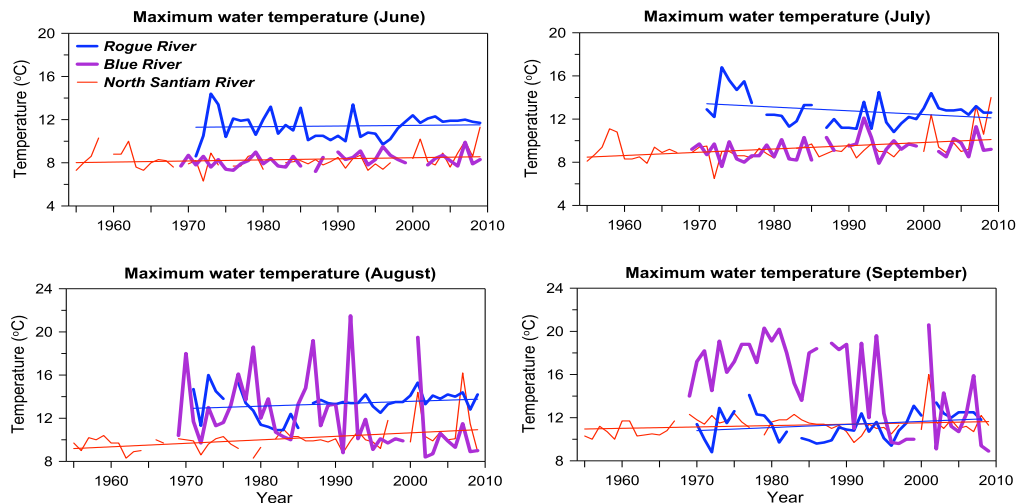 Maximum water temperature (June)
Temperature (°C)
20
16
12
8
4
Rogue River
Blue River
North Santiam River
1960 1970 1980 1990 2000 2010
Maximum water temperature (July)
Temperature (°C)
20
16
12
8
4
1960 1970 1980 1990 2000 2010
Maximum water temperature (August)
Temperature (°C)
24
20
16
12
8
1960 1970 1980 1990 2000 2010
Year
Maximum water temperature (September)
Temperature (°C)
24
20
16
12
8
1960 1970 1980 1990 2000 2010
Year